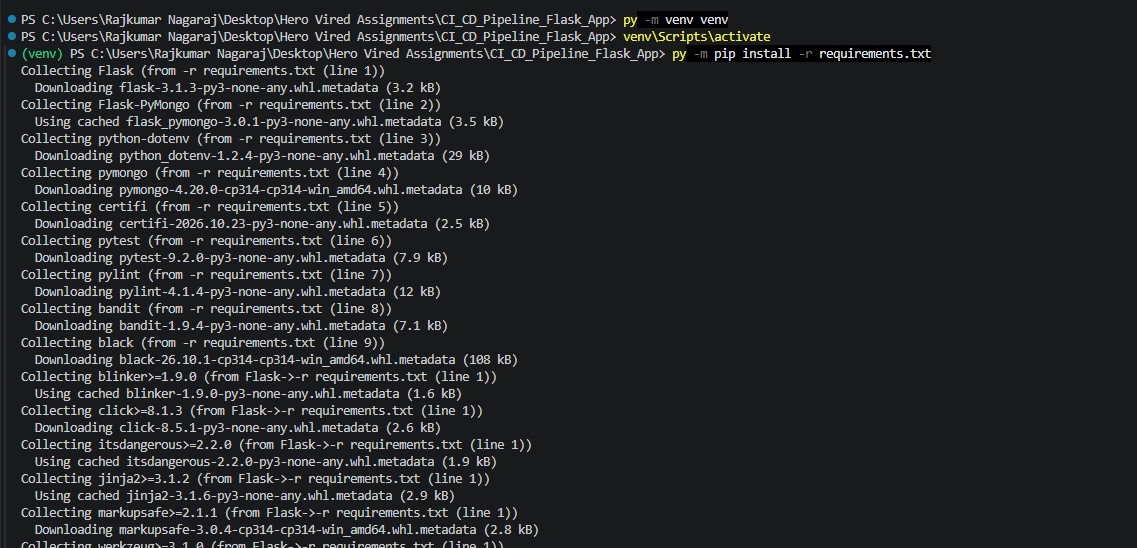 PS C:\Users\Rajkumar Nagaraj\Desktop\Hero Vired Assignments\CI_CD_Pipeline_Flask_App> py -m venv venv
PS C:\Users\Rajkumar Nagaraj\Desktop\Hero Vired Assignments\CI_CD_Pipeline_Flask_App> venv\Scripts\activate
(venv) PS C:\Users\Rajkumar Nagaraj\Desktop\Hero Vired Assignments\CI_CD_Pipeline_Flask_App> py -m pip install -r requirements.txt
Collecting Flask (from -r requirements.txt (line 1))
  Downloading flask-3.1.3-py3-none-any.whl.metadata (3.2 kB)
Collecting Flask-PyMongo (from -r requirements.txt (line 2))
  Using cached flask_pymongo-3.0.1-py3-none-any.whl.metadata (3.5 kB)
Collecting python-dotenv (from -r requirements.txt (line 3))
  Downloading python_dotenv-1.2.4-py3-none-any.whl.metadata (29 kB)
Collecting pymongo (from -r requirements.txt (line 4))
  Downloading pymongo-4.20.0-cp314-cp314-win_amd64.whl.metadata (10 kB)
Collecting certifi (from -r requirements.txt (line 5))
  Downloading certifi-2026.10.23-py3-none-any.whl.metadata (2.5 kB)
Collecting pytest (from -r requirements.txt (line 6))
  Downloading pytest-9.2.0-py3-none-any.whl.metadata (7.9 kB)
Collecting pylint (from -r requirements.txt (line 7))
  Downloading pylint-4.1.4-py3-none-any.whl.metadata (12 kB)
Collecting bandit (from -r requirements.txt (line 8))
  Downloading bandit-1.9.4-py3-none-any.whl.metadata (7.1 kB)
Collecting black (from -r requirements.txt (line 9))
  Downloading black-26.10.1-cp314-cp314-win_amd64.whl.metadata (108 kB)
Collecting blinker>=1.9.0 (from Flask->-r requirements.txt (line 1))
  Using cached blinker-1.9.0-py3-none-any.whl.metadata (1.6 kB)
Collecting click>=8.1.3 (from Flask->-r requirements.txt (line 1))
  Downloading click-8.5.1-py3-none-any.whl.metadata (2.6 kB)
Collecting itsdangerous>=2.2.0 (from Flask->-r requirements.txt (line 1))
  Using cached itsdangerous-2.2.0-py3-none-any.whl.metadata (1.9 kB)
Collecting jinja2>=3.1.2 (from Flask->-r requirements.txt (line 1))
  Using cached jinja2-3.1.6-py3-none-any.whl.metadata (2.9 kB)
Collecting markupsafe>=2.1.1 (from Flask->-r requirements.txt (line 1))
  Downloading markupsafe-3.0.4-cp314-cp314-win_amd64.whl.metadata (2.8 kB)
Collecting werkzeug>=3.1.0 (from Flask->-r requirements.txt (line 1))